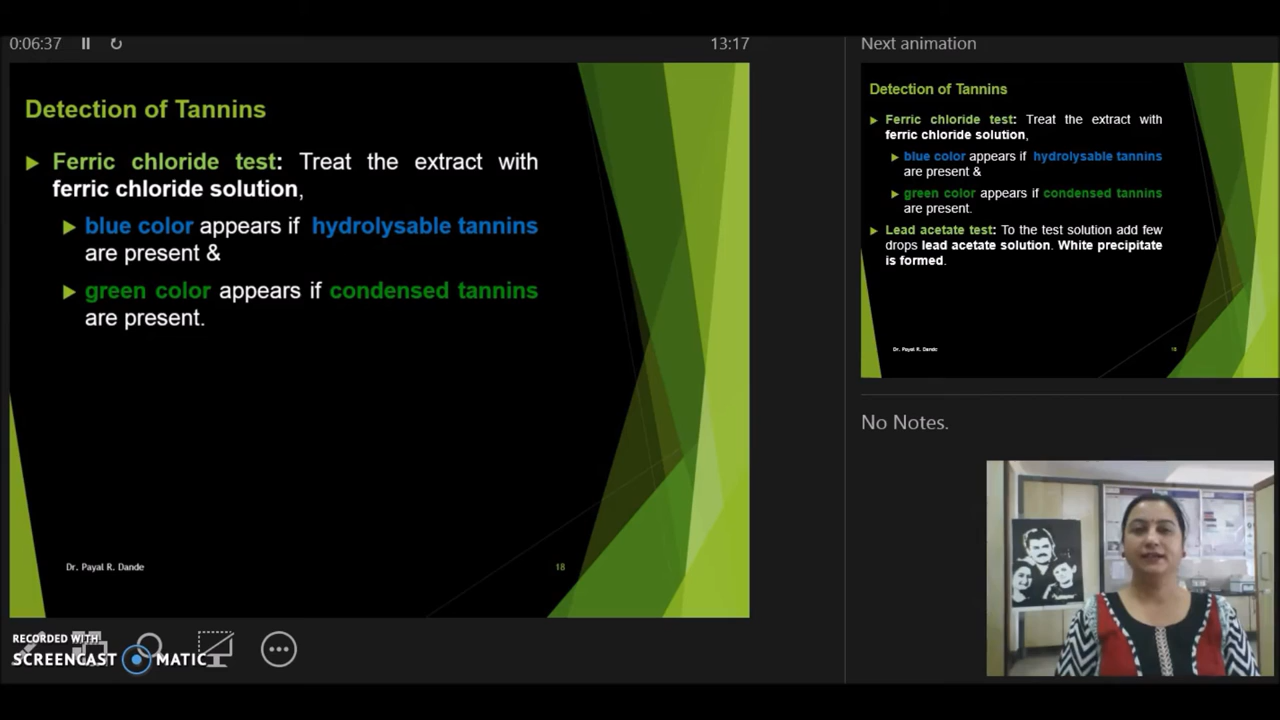 0:06:37
13:17
Next animation
Detection of Tannins
Ferric chloride test: Treat the extract with
ferric chloride solution,
blue color appears if hydrolysable tannins
are present &
green color appears if condensed tannins
are present.
Dr. Payal R. Dande
18
Detection of Tannins
Ferric chloride test: Treat the extract with
ferric chloride solution,
blue color appears if hydrolysable tannins
are present &
green color appears if condensed tannins
are present.
Lead acetate test: To the test solution add few
drops lead acetate solution. White precipitate
is formed.
Dr. Payal R. Dande
18
No Notes.
RECORDED WITH
SCREENCAST MATIC